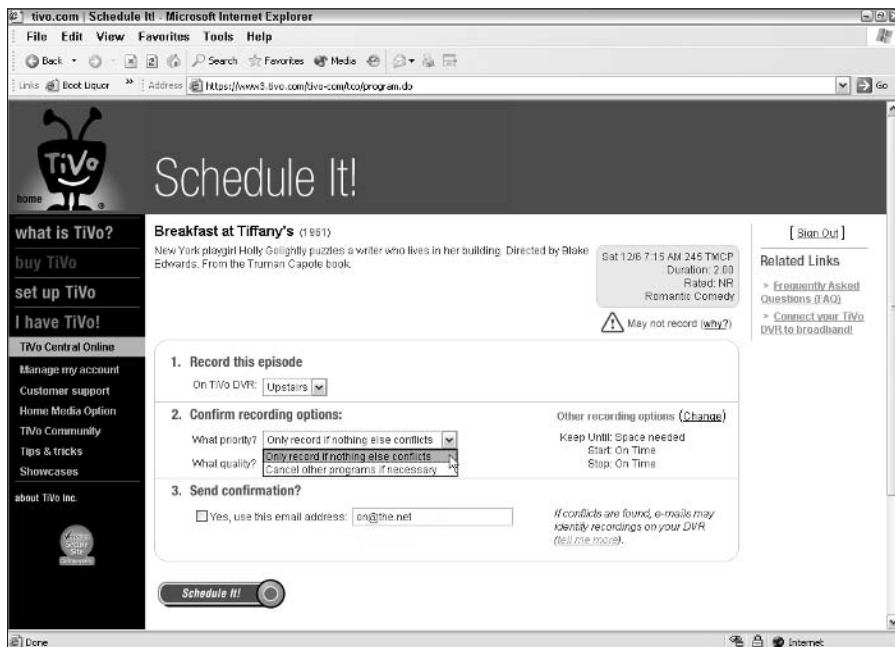 tivo.com | Schedule It! - Microsoft Internet Explorer
File Edit View Favorites Tools Help
Back Search Favorites Media
Links Boot Liquor » Address https://www3.tivo.com/tivo-com/tco/program.do Go
TiVo
home
Schedule It!
what is TiVo?
buy TiVo
set up TiVo
I have TiVo!
TiVo Central Online
Manage my account
Customer support
Home Media Option
TiVo Community
Tips & tricks
Showcases
about TiVo Inc.
Breakfast at Tiffany's (1961)
New York playgirl Holly Golightly puzzles a writer who lives in her building. Directed by Blake
Edwards. From the Truman Capote book.
Sat 12/6 7:15 AM 245 TMCP
Duration: 2:00
Rated: NR
Romantic Comedy
May not record (why?)
[ Sign Out ]
Related Links
> Frequently Asked
Questions (FAQ)
> Connect your TiVo
DVR to broadband!
1. Record this episode
On TiVo DVR: Upstairs
2. Confirm recording options:
What priority? Only record if nothing else conflicts
Only record if nothing else conflicts
What quality? Cancel other programs if necessary
Other recording options (Change)
Keep Until: Space needed
Start: On Time
Stop: On Time
3. Send confirmation?
Yes, use this email address: on@the.net
If conflicts are found, e-mails may
identify recordings on your DVR
(tell me more).
Schedule It!
Done Internet